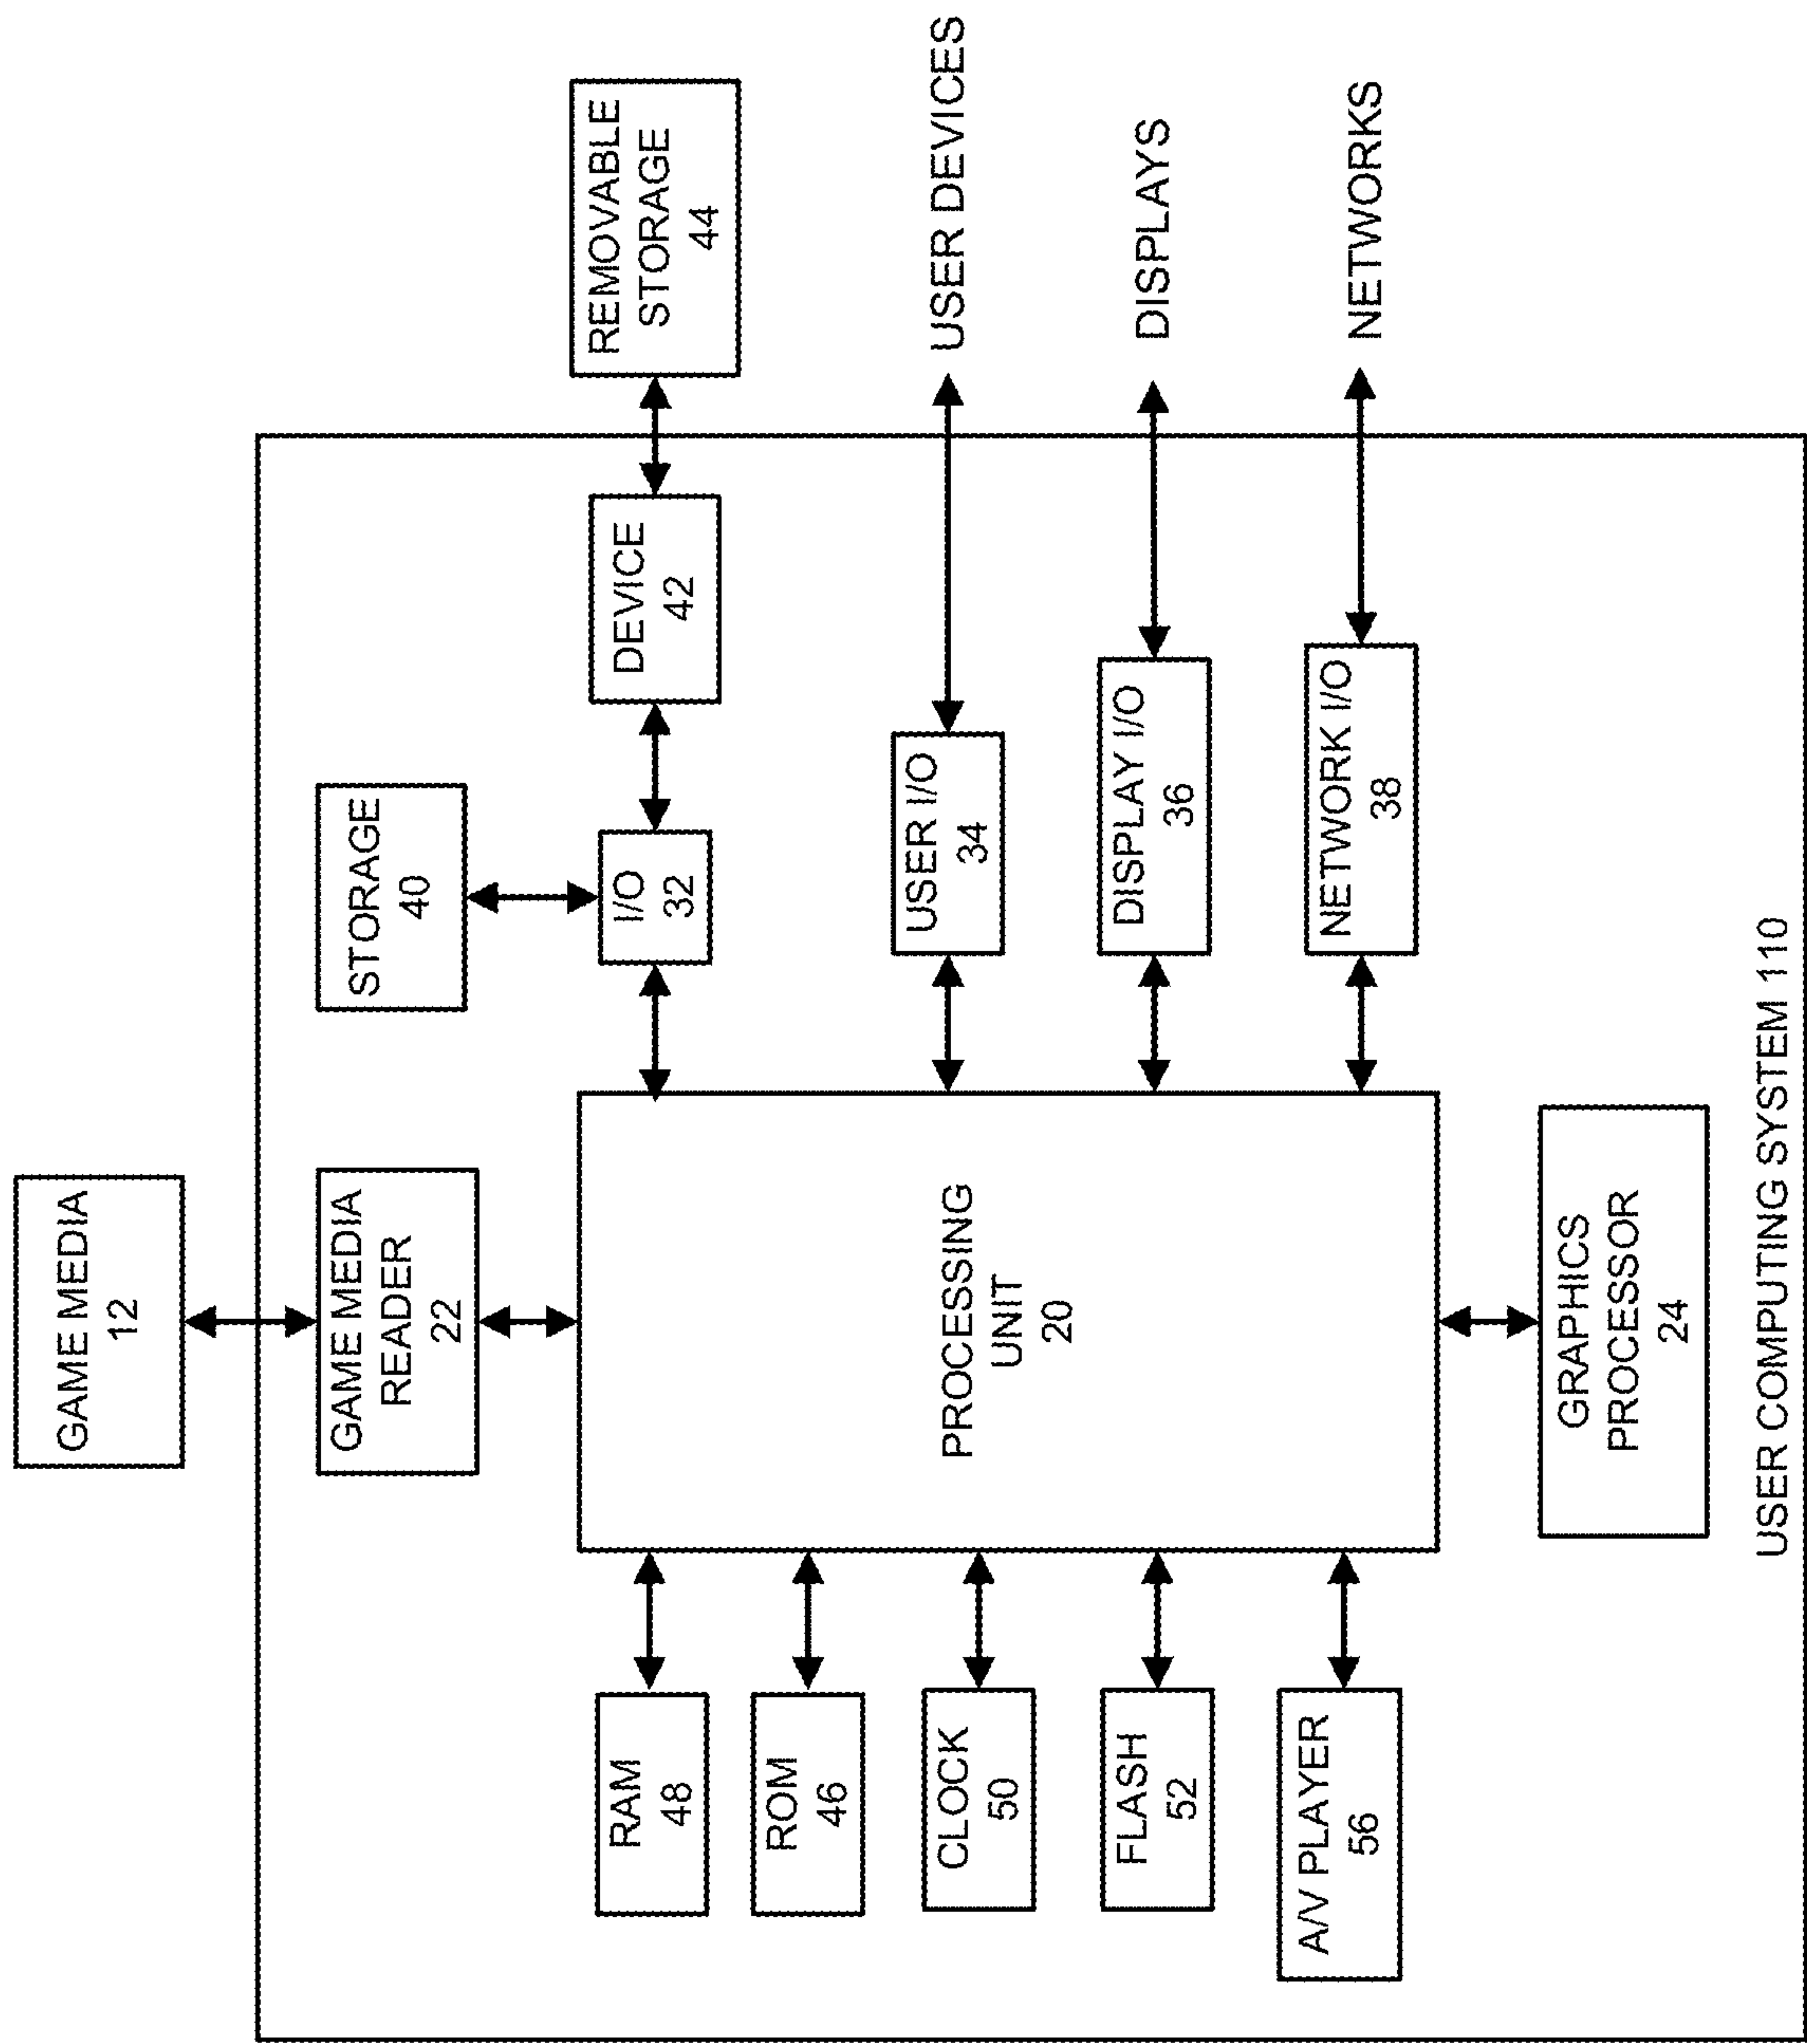 GAME MEDIA
12
GAME MEDIA
READER
22
STORAGE
40
RAM
48
ROM
46
CLOCK
50
FLASH
52
A/V PLAYER
56
PROCESSING
UNIT
20
I/O
32
DEVICE
42
REMOVABLE
STORAGE
44
USER I/O
34
USER DEVICES
DISPLAY I/O
36
DISPLAYS
NETWORK I/O
38
NETWORKS
GRAPHICS
PROCESSOR
24
USER COMPUTING SYSTEM 110